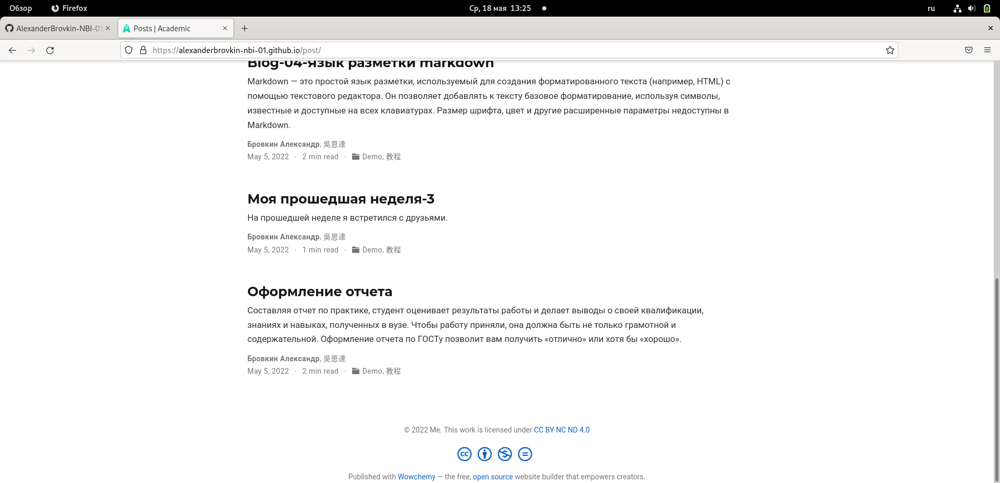 Обзор Firefox Ср, 18 мая 13:25 ru
AlexanderBrovkin-NBI-01 Posts | Academic
https://alexanderbrovkin-nbi-01.github.io/post/
Blog-04-Язык разметки markdown
Markdown — это простой язык разметки, используемый для создания форматированного текста (например, HTML) с
помощью текстового редактора. Он позволяет добавлять к тексту базовое форматирование, используя символы,
известные и доступные на всех клавиатурах. Размер шрифта, цвет и другие расширенные параметры недоступны в
Markdown.
Бровкин Александр, 吳恩達
May 5, 2022 · 2 min read · Demo, 教程
Моя прошедшая неделя-3
На прошедшей неделе я встретился с друзьями.
Бровкин Александр, 吳恩達
May 5, 2022 · 1 min read · Demo, 教程
Оформление отчета
Составляя отчет по практике, студент оценивает результаты работы и делает выводы о своей квалификации,
знаниях и навыках, полученных в вузе. Чтобы работу приняли, она должна быть не только грамотной и
содержательной. Оформление отчета по ГОСТу позволит вам получить «отлично» или хотя бы «хорошо».
Бровкин Александр, 吳恩達
May 5, 2022 · 2 min read · Demo, 教程
© 2022 Me. This work is licensed under CC BY NC ND 4.0
Published with Wowchemy — the free, open source website builder that empowers creators.